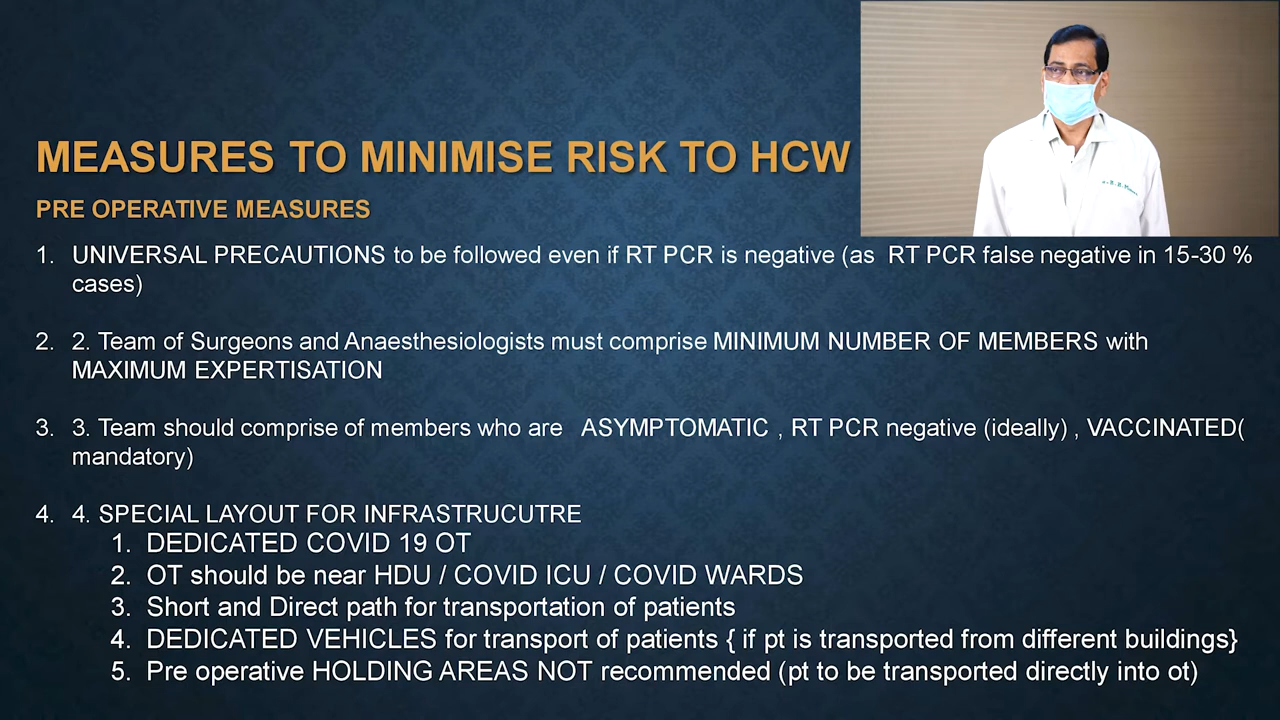 MEASURES TO MINIMISE RISK TO HCW
PRE OPERATIVE MEASURES
1. UNIVERSAL PRECAUTIONS to be followed even if RT PCR is negative (as RT PCR false negative in 15-30 %
cases)
2. 2. Team of Surgeons and Anaesthesiologists must comprise MINIMUM NUMBER OF MEMBERS with
MAXIMUM EXPERTISATION
3. 3. Team should comprise of members who are ASYMPTOMATIC , RT PCR negative (ideally) , VACCINATED(
mandatory)
4. 4. SPECIAL LAYOUT FOR INFRASTRUCUTRE
1. DEDICATED COVID 19 OT
2. OT should be near HDU / COVID ICU / COVID WARDS
3. Short and Direct path for transportation of patients
4. DEDICATED VEHICLES for transport of patients { if pt is transported from different buildings}
5. Pre operative HOLDING AREAS NOT recommended (pt to be transported directly into ot)